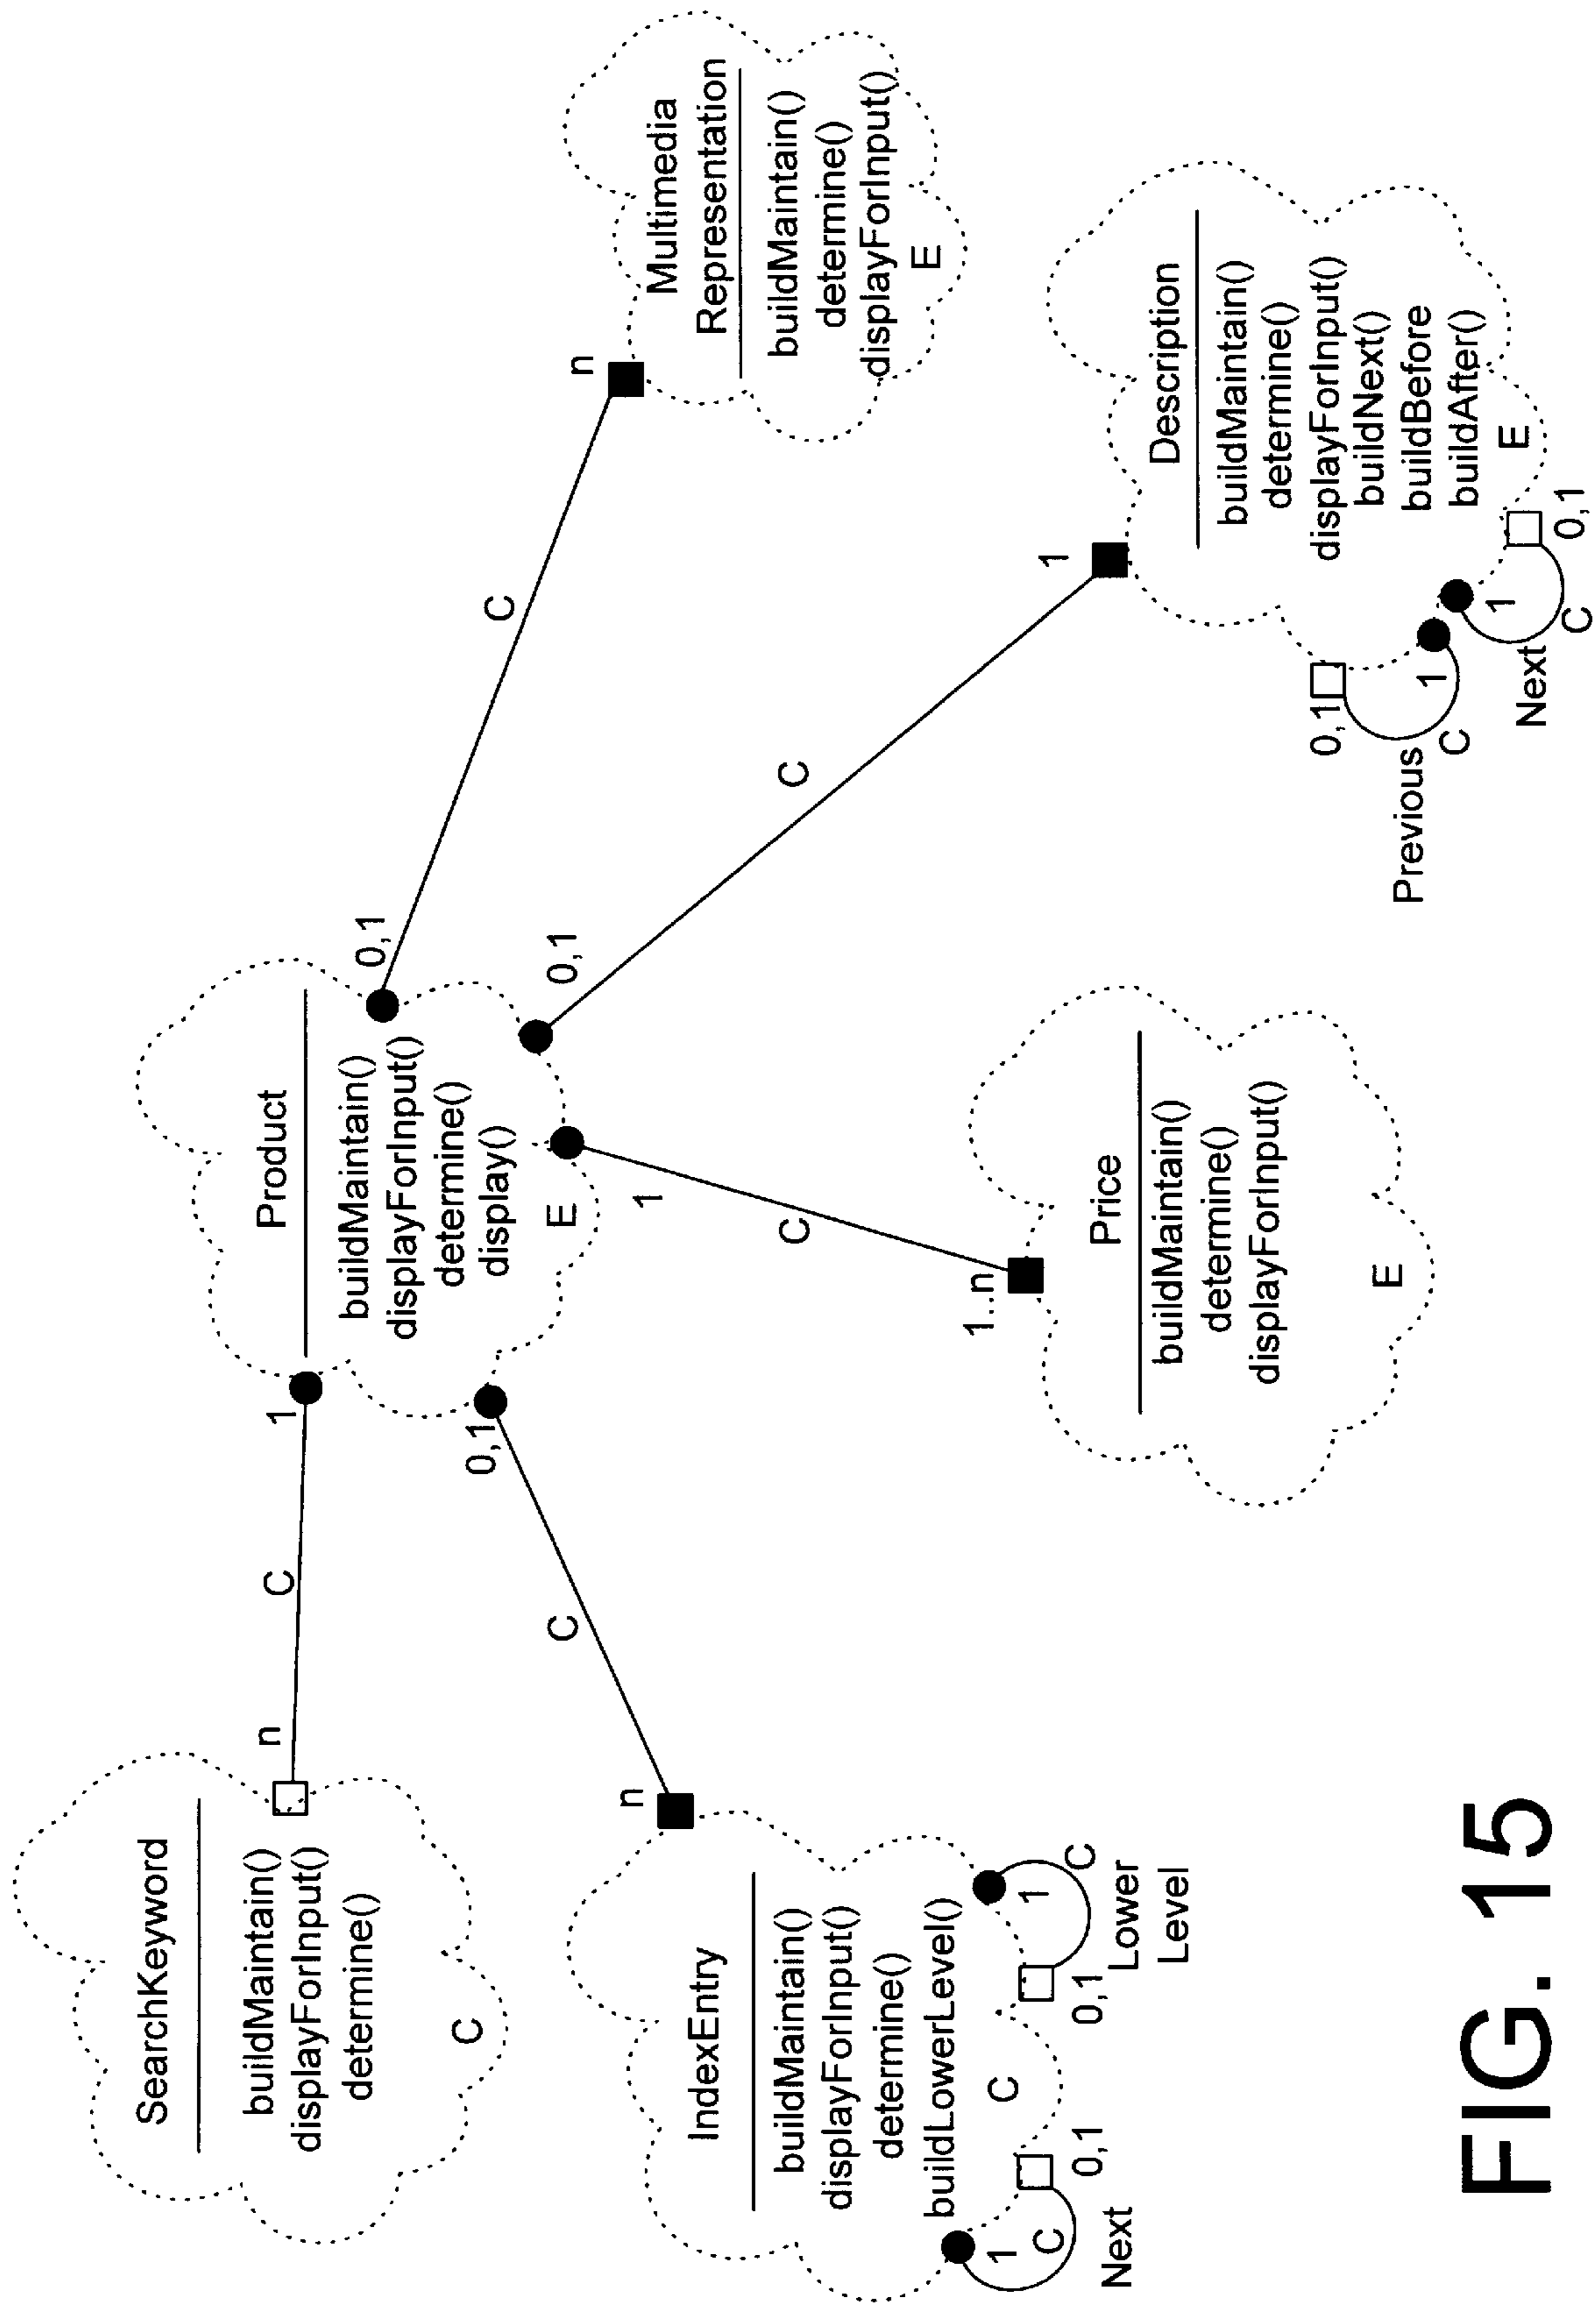 SearchKeyword
buildMaintain()
displayForInput()
determine()
C
n
C
1
Product
buildMaintain()
displayForInput()
determine()
display()
E
0,1
C
n
Multimedia
Representation
buildMaintain()
determine()
displayForInput()
E
0,1
C
n
IndexEntry
buildMaintain()
displayForInput()
determine()
buildLowerLevel()
C
1
C
0,1
Next
1
C
0,1
Lower
Level
1
C
1..n
Price
buildMaintain()
determine()
displayForInput()
E
0,1
C
1
Description
buildMaintain()
determine()
displayForInput()
buildNext()
buildBefore
buildAfter()
E
0,1
1
C
Previous
1
0,1
C
Next
FIG. 15